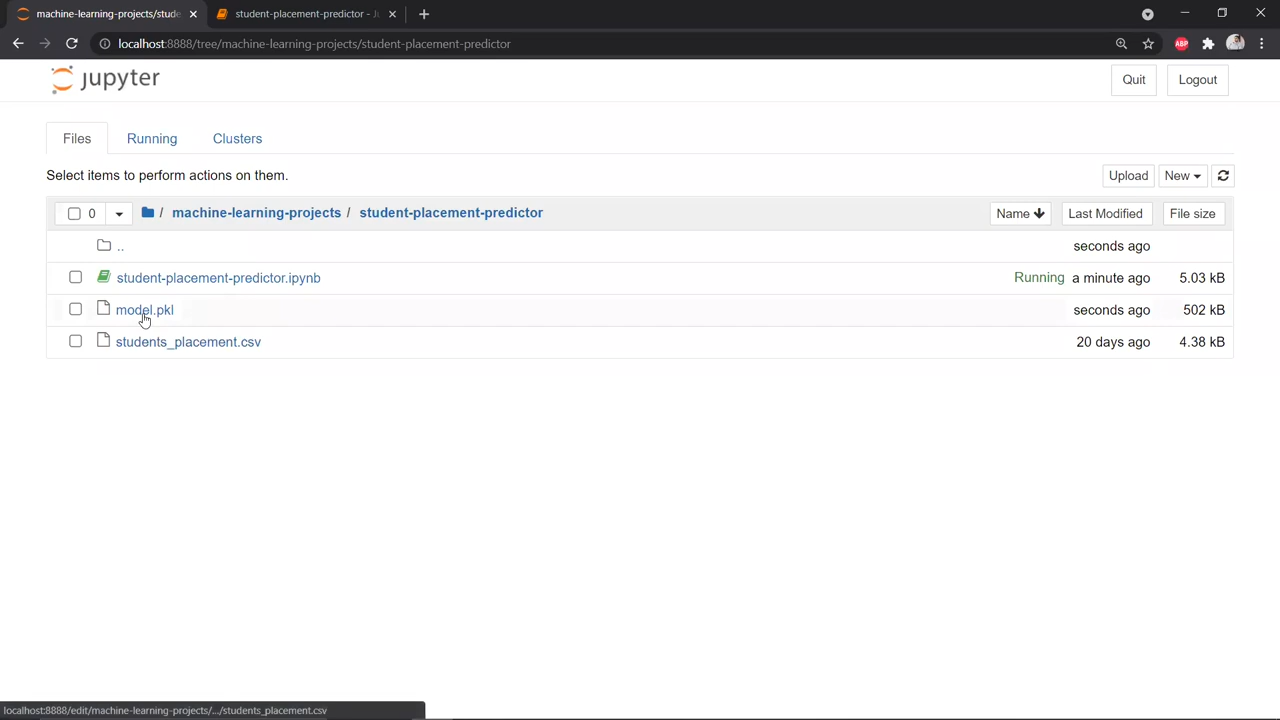 machine-learning-projects/stude
student-placement-predictor - Ju
localhost:8888/tree/machine-learning-projects/student-placement-predictor
ABP
jupyter
Quit
Logout
Files
Running
Clusters
Select items to perform actions on them.
Upload
New
0
/ machine-learning-projects / student-placement-predictor
Name
Last Modified
File size
..
seconds ago
student-placement-predictor.ipynb
Running
a minute ago
5.03 kB
model.pkl
seconds ago
502 kB
students_placement.csv
20 days ago
4.38 kB
localhost:8888/edit/machine-learning-projects/.../students_placement.csv